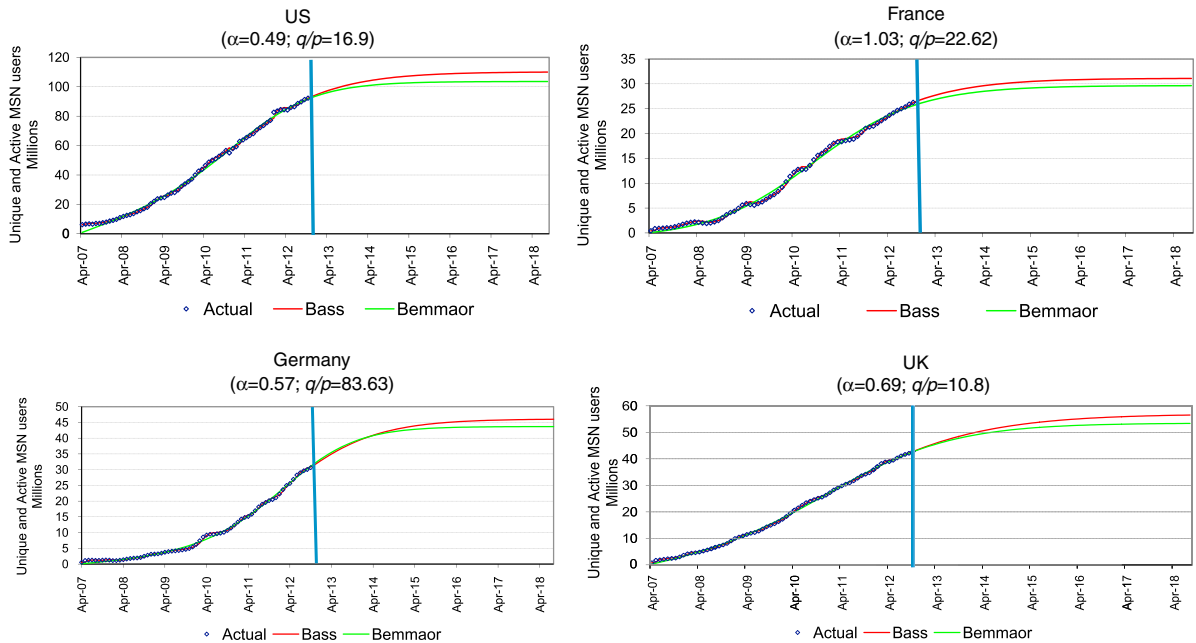 US
(α=0.49; q/p=16.9)
Unique and Active MSN users
Millions
120
100
80
60
40
20
0
Apr-07
Apr-08
Apr-09
Apr-10
Apr-11
Apr-12
Apr-13
Apr-14
Apr-15
Apr-16
Apr-17
Apr-18
Actual
Bass
Bemmaor
France
(α=1.03; q/p=22.62)
Unique and Active MSN users
Millions
35
30
25
20
15
10
5
0
Apr-07
Apr-08
Apr-09
Apr-10
Apr-11
Apr-12
Apr-13
Apr-14
Apr-15
Apr-16
Apr-17
Apr-18
Actual
Bass
Bemmaor
Germany
(α=0.57; q/p=83.63)
Unique and Active MSN users
Millions
50
45
40
35
30
25
20
15
10
5
0
Apr-07
Apr-08
Apr-09
Apr-10
Apr-11
Apr-12
Apr-13
Apr-14
Apr-15
Apr-16
Apr-17
Apr-18
Actual
Bass
Bemmaor
UK
(α=0.69; q/p=10.8)
Unique and Active MSN users
Millions
60
50
40
30
20
10
0
Apr-07
Apr-08
Apr-09
Apr-10
Apr-11
Apr-12
Apr-13
Apr-14
Apr-15
Apr-16
Apr-17
Apr-18
Actual
Bass
Bemmaor